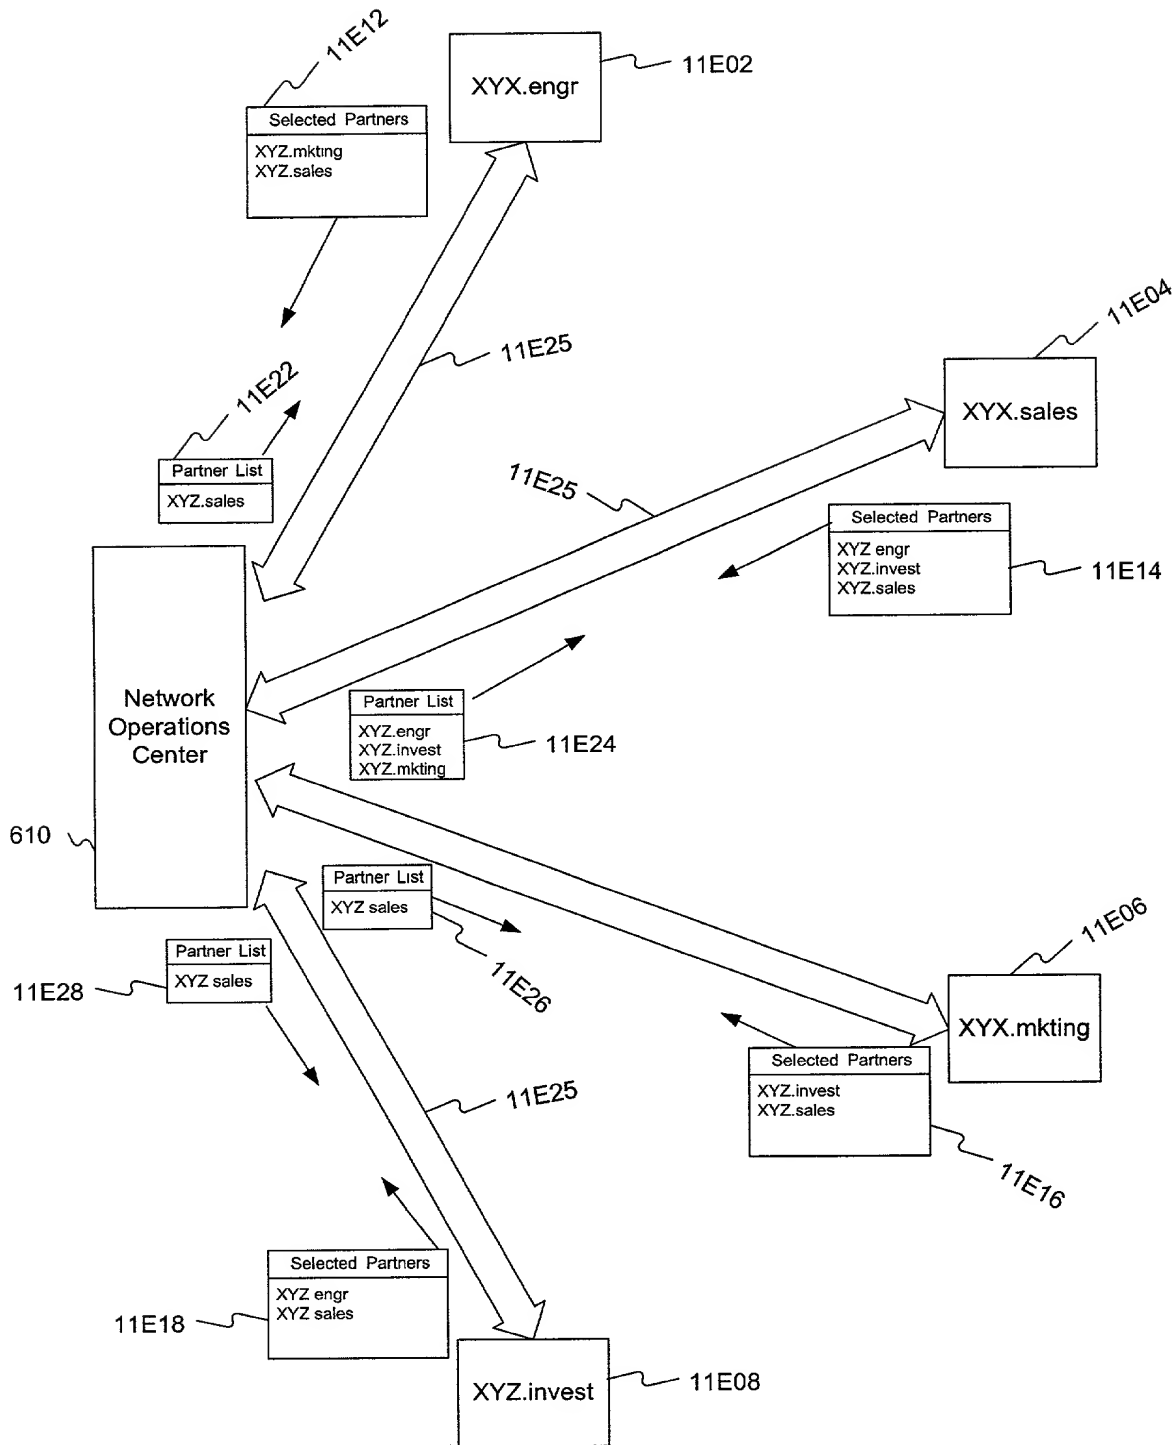 11E12
XYX.engr
11E02
Selected Partners
XYZ.mkting
XYZ.sales
11E25
11E04
11E22
XYX.sales
Partner List
XYZ.sales
11E25
Selected Partners
XYZ engr
XYZ.invest
XYZ.sales
11E14
Network
Operations
Center
Partner List
XYZ.engr
XYZ.invest
XYZ.mkting
11E24
610
Partner List
XYZ sales
11E06
Partner List
XYZ sales
11E28
11E26
XYX.mkting
Selected Partners
XYZ.invest
XYZ.sales
11E25
11E16
Selected Partners
XYZ engr
XYZ sales
11E18
XYZ.invest
11E08